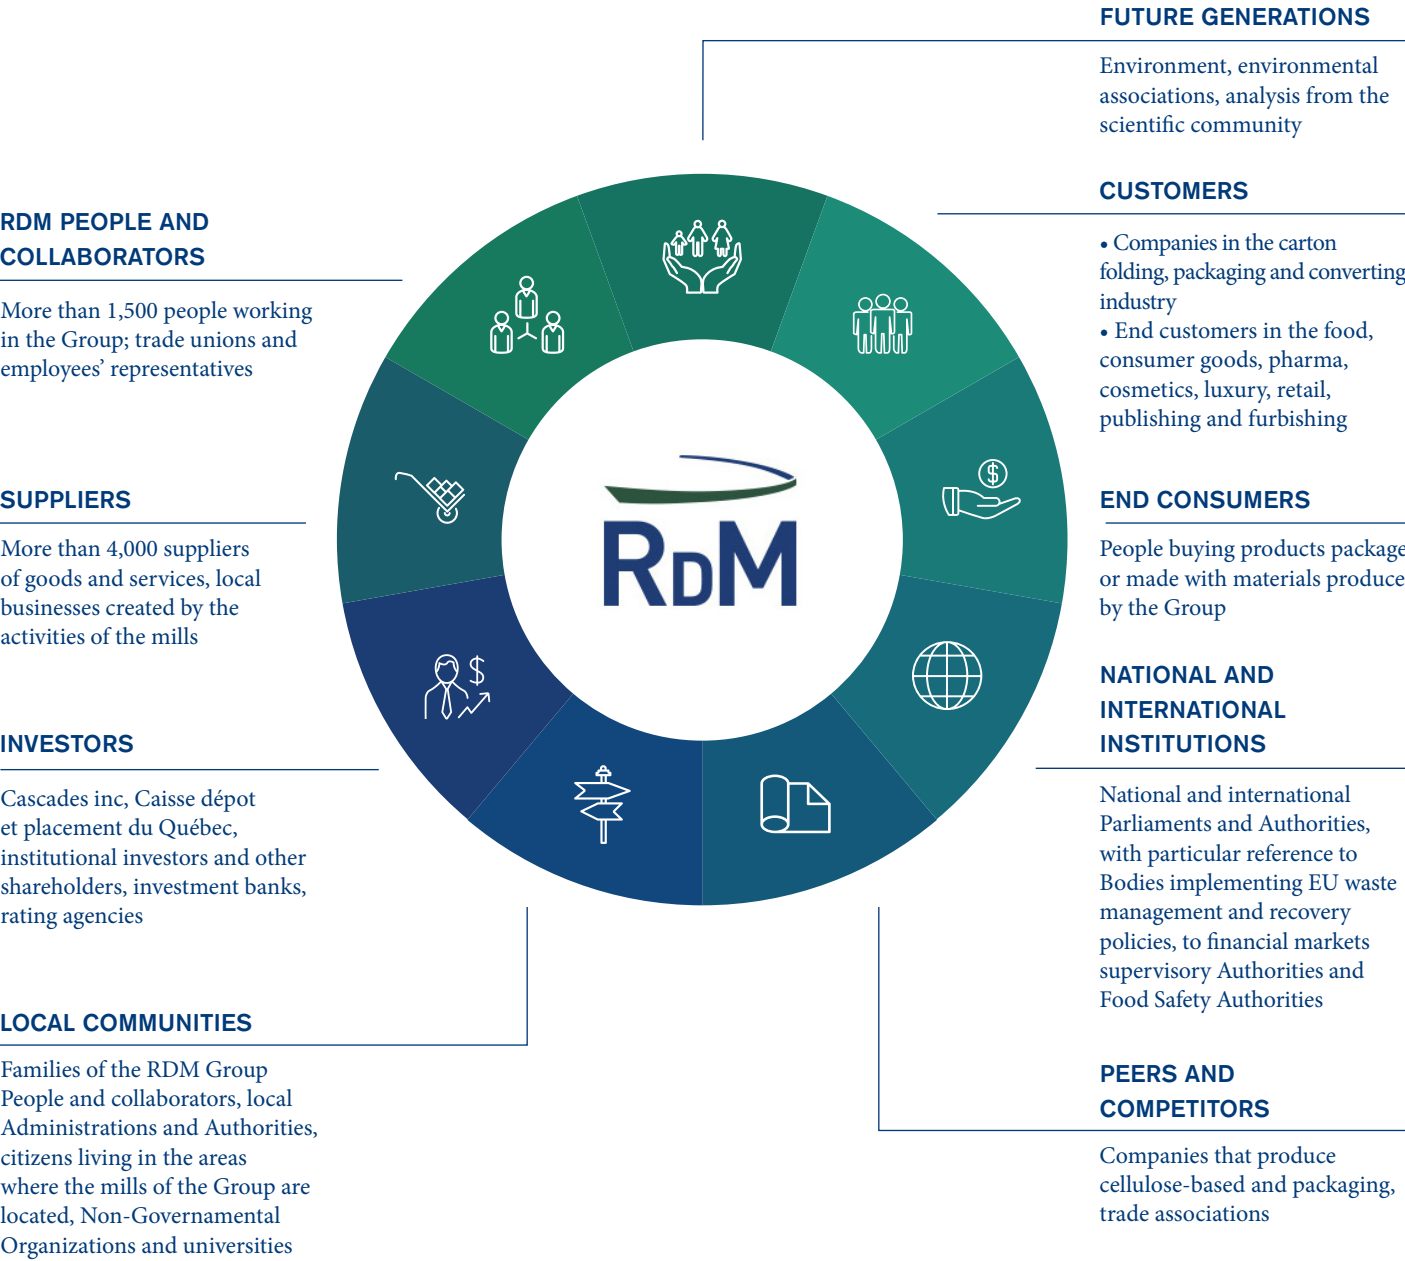 FUTURE GENERATIONS
Environment, environmental
associations, analysis from the
scientific community
CUSTOMERS
• Companies in the carton
folding, packaging and converting
industry
• End customers in the food,
consumer goods, pharma,
cosmetics, luxury, retail,
publishing and furbishing
END CONSUMERS
People buying products package
or made with materials produce
by the Group
NATIONAL AND
INTERNATIONAL
INSTITUTIONS
National and international
Parliaments and Authorities,
with particular reference to
Bodies implementing EU waste
management and recovery
policies, to financial markets
supervisory Authorities and
Food Safety Authorities
PEERS AND
COMPETITORS
Companies that produce
cellulose-based and packaging,
trade associations
RDM PEOPLE AND
COLLABORATORS
More than 1,500 people working
in the Group; trade unions and
employees’ representatives
SUPPLIERS
More than 4,000 suppliers
of goods and services, local
businesses created by the
activities of the mills
INVESTORS
Cascades inc, Caisse dépot
et placement du Québec,
institutional investors and other
shareholders, investment banks,
rating agencies
LOCAL COMMUNITIES
Families of the RDM Group
People and collaborators, local
Administrations and Authorities,
citizens living in the areas
where the mills of the Group are
located, Non-Governamental
Organizations and universities
RDM
$
$